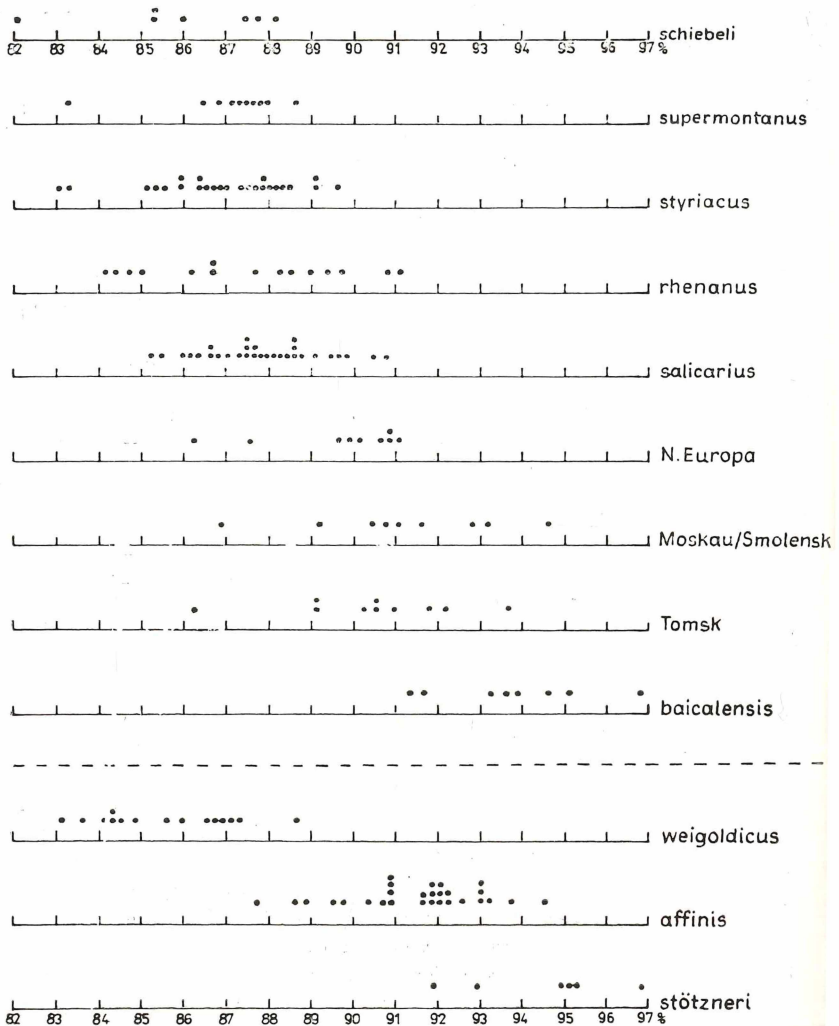 schiebeli
82 83 84 85 86 87 88 89 90 91 92 93 94 95 96 97%
supermontanus
styriacus
rhenanus
salicarius
N.Europa
Moskau/Smolensk
Tomsk
baicalensis
weigoldicus
affinis
stötzneri
82 83 84 85 86 87 88 89 90 91 92 93 94 95 96 97%